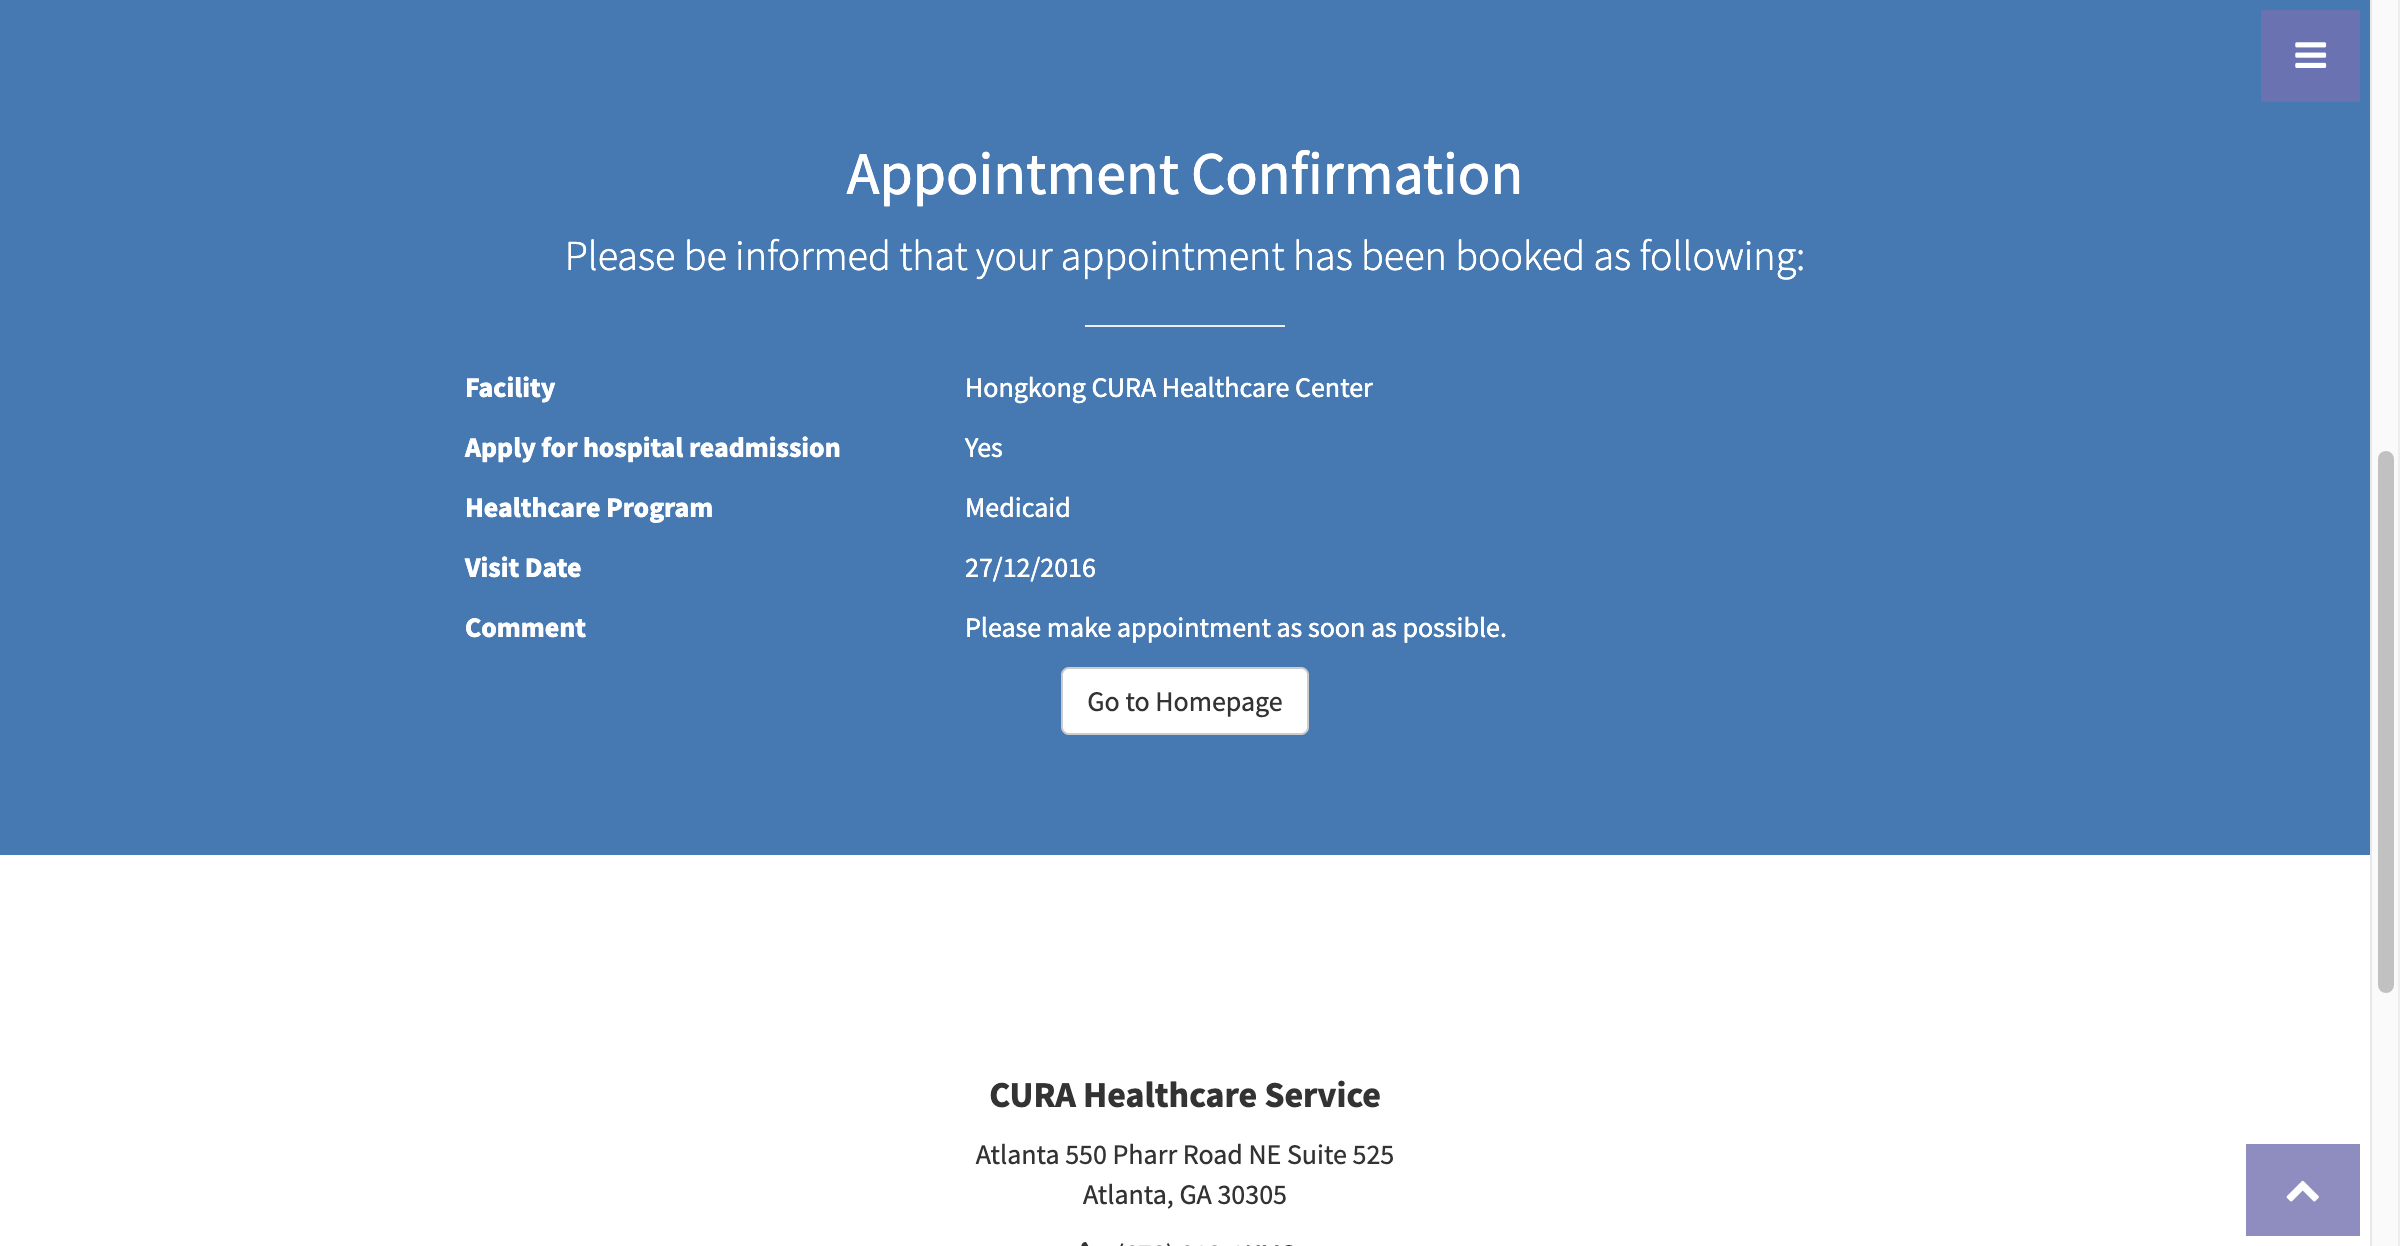 Appointment Confirmation
Please be informed that your appointment has been booked as following:
Facility Hongkong CURA Healthcare Center
Apply for hospital readmission Yes
Healthcare Program Medicaid
Visit Date 27/12/2016
Comment Please make appointment as soon as possible.
Go to Homepage
CURA Healthcare Service
Atlanta 550 Pharr Road NE Suite 525
Atlanta, GA 30305